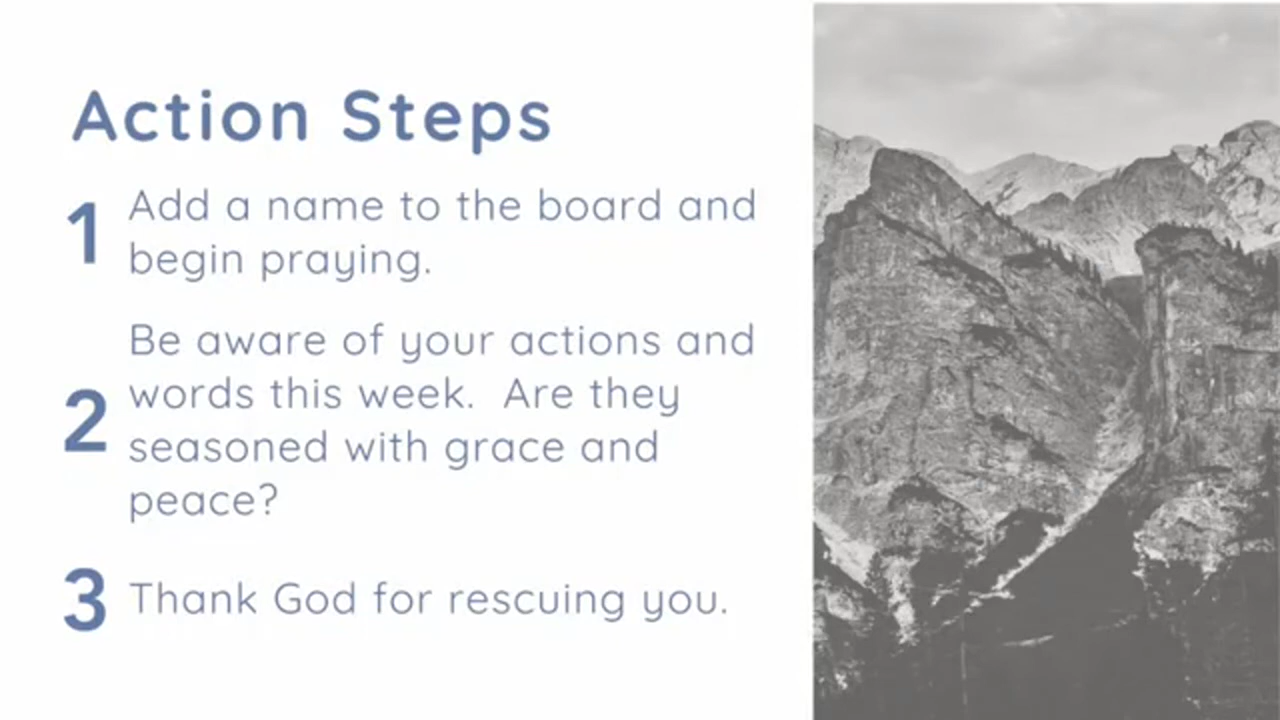 Action Steps
1 Add a name to the board and
begin praying.
Be aware of your actions and
2 words this week.  Are they
seasoned with grace and
peace?
3 Thank God for rescuing you.